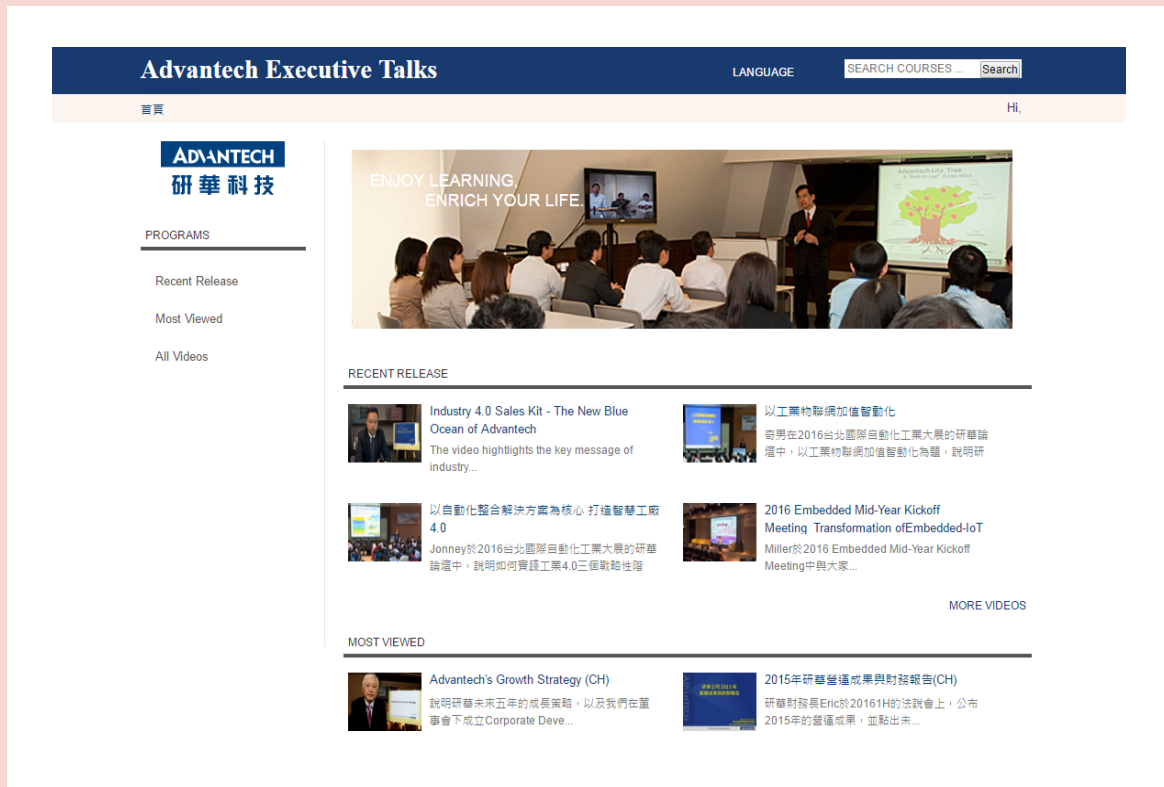 Advantech Executive Talks
LANGUAGE
SEARCH COURSES ...
Search
首頁
Hi,
ADVANTECH
研華科技
PROGRAMS
Recent Release
Most Viewed
All Videos
ENJOY LEARNING,
ENRICH YOUR LIFE.
Advantech Lite Tree
A "Built-to-Last" Corporation
RECENT RELEASE
Industry 4.0 Sales Kit - The New Blue
Ocean of Advantech
The video hightlights the key message of
industry...
以工業物聯網加值智動化
奇男在2016台北國際自動化工業大展的研華論
壇中，以工業物聯網加值智動化為題，說明研
以自動化整合解決方案為核心 打造智慧工廠
4.0
Jonney於2016台北國際自動化工業大展的研華
論壇中，說明如何實踐工業4.0三個戰略性階
2016 Embedded Mid-Year Kickoff
Meeting Transformation ofEmbedded-IoT
Miller於2016 Embedded Mid-Year Kickoff
Meeting中與大家...
MORE VIDEOS
MOST VIEWED
Advantech's Growth Strategy (CH)
說明研華未來五年的成長策略，以及我們在董
事會下成立Corporate Deve...
2015年研華營運成果與財務報告(CH)
研華財務長Eric於20161H的法說會上，公布
2015年的營運成果，並點出未...